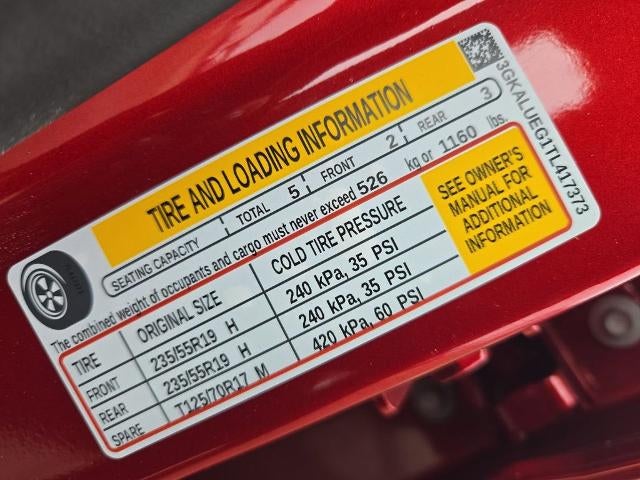 TIRE AND LOADING INFORMATION
SEATING CAPACITY TOTAL 5 FRONT 2 REAR 3
The combined weight of occupants and cargo must never exceed 526 kg or 1160 lbs.
TIRE ORIGINAL SIZE COLD TIRE PRESSURE
FRONT 235/55R19 H 240 kPa, 35 PSI
REAR 235/55R19 H 240 kPa, 35 PSI
SPARE T125/70R17 M 420 kPa, 60 PSI
SEE OWNER'S
MANUAL FOR
ADDITIONAL
INFORMATION
3GKALUEG1TL417373